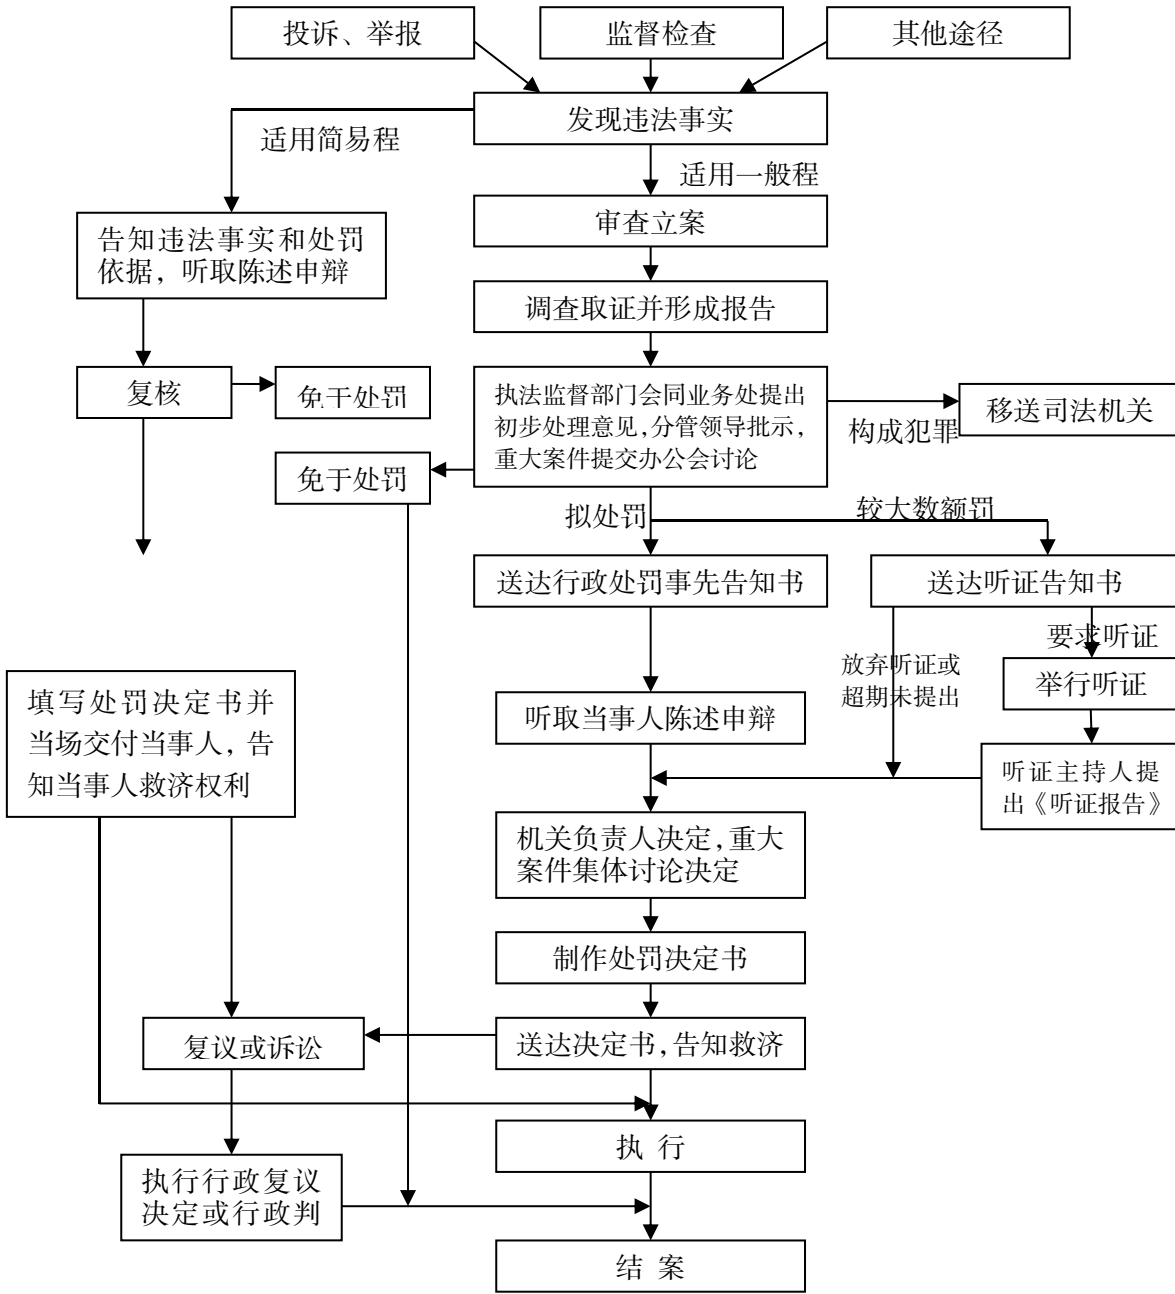 投诉、举报
监督检查
其他途径
发现违法事实
适用简易程
适用一般程
审查立案
告知违法事实和处罚
依据，听取陈述申辩
调查取证并形成报告
复核
免于处罚
执法监督部门会同业务处提出
初步处理意见，分管领导批示，
重大案件提交办公会讨论
移送司法机关
构成犯罪
免于处罚
拟处罚
较大数额罚
送达行政处罚事先告知书
送达听证告知书
要求听证
放弃听证或
超期未提出
举行听证
填写处罚决定书并
当场交付当事人，告
知当事人救济权利
听取当事人陈述申辩
听证主持人提
出《听证报告》
机关负责人决定，重大
案件集体讨论决定
制作处罚决定书
复议或诉讼
送达决定书，告知救济
执 行
执行行政复议
决定或行政判
结 案